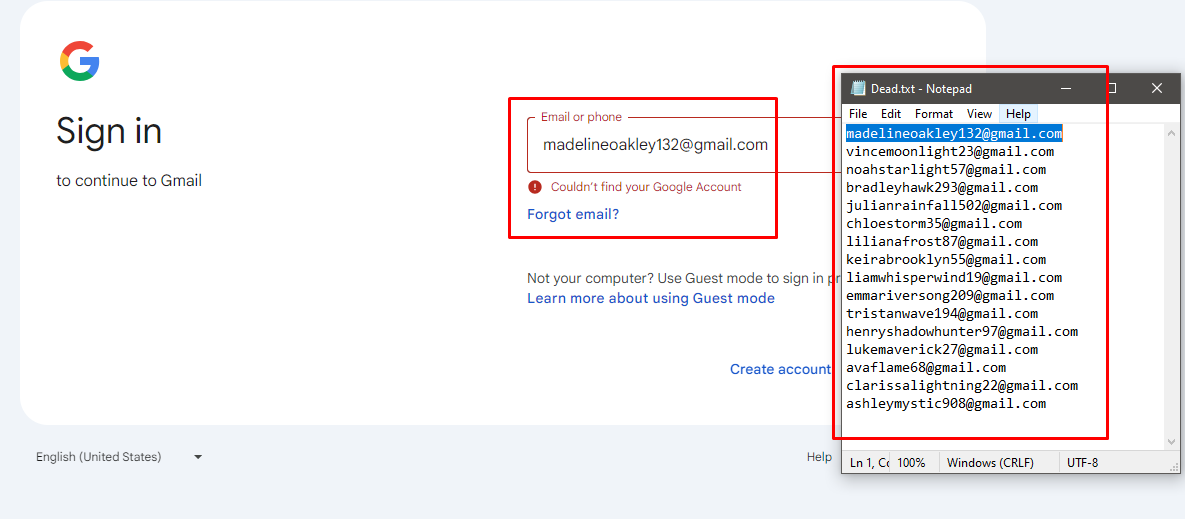 Sign in
to continue to Gmail
Email or phone
madelineoakley132@gmail.com
Couldn't find your Google Account
Forgot email?
Not your computer? Use Guest mode to sign in
Learn more about using Guest mode
Create account
English (United States)
Help
Dead.txt - Notepad
File Edit Format View Help
madelineoakley132@gmail.com
vincemoonlight23@gmail.com
noahstarlight57@gmail.com
bradleyhawk293@gmail.com
julianrainfall502@gmail.com
chloestorm35@gmail.com
lilianafrost87@gmail.com
keirabrooklyn55@gmail.com
liamwhisperwind19@gmail.com
emmariversong209@gmail.com
tristanwave194@gmail.com
henryshadowhunter97@gmail.com
lukemaverick27@gmail.com
avaflame68@gmail.com
clarissalightning22@gmail.com
ashleymystic908@gmail.com
Ln 1, 100% Windows (CRLF) UTF-8